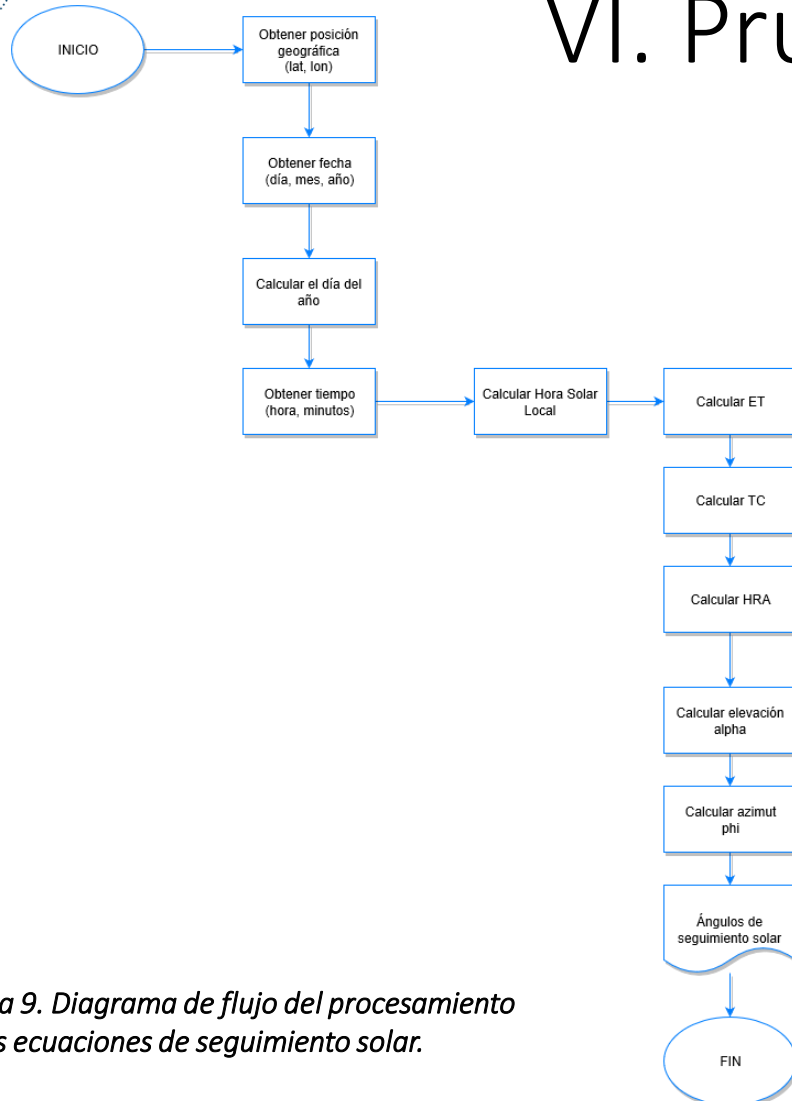 VI. Pru
INICIO
Obtener posición
geográfica
(lat, lon)
Obtener fecha
(día, mes, año)
Calcular el día del
año
Obtener tiempo
(hora, minutos)
Calcular Hora Solar
Local
Calcular ET
Calcular TC
Calcular HRA
Calcular elevación
alpha
Calcular azimut
phi
Ángulos de
seguimiento solar
FIN
a 9. Diagrama de flujo del procesamiento
s ecuaciones de seguimiento solar.